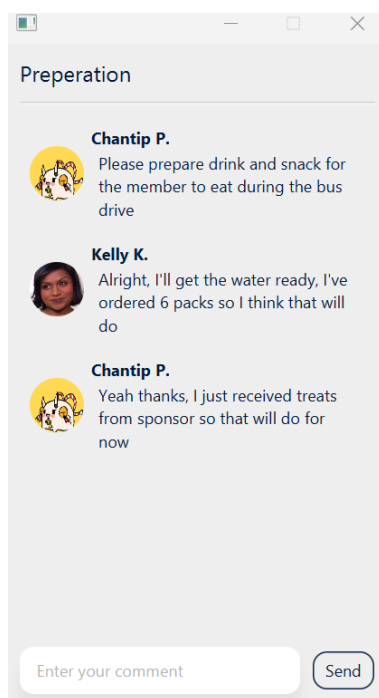 Preperation
Chantip P.
Please prepare drink and snack for
the member to eat during the bus
drive
Kelly K.
Alright, I'll get the water ready, I've
ordered 6 packs so I think that will
do
Chantip P.
Yeah thanks, I just received treats
from sponsor so that will do for
now
Enter your comment
Send